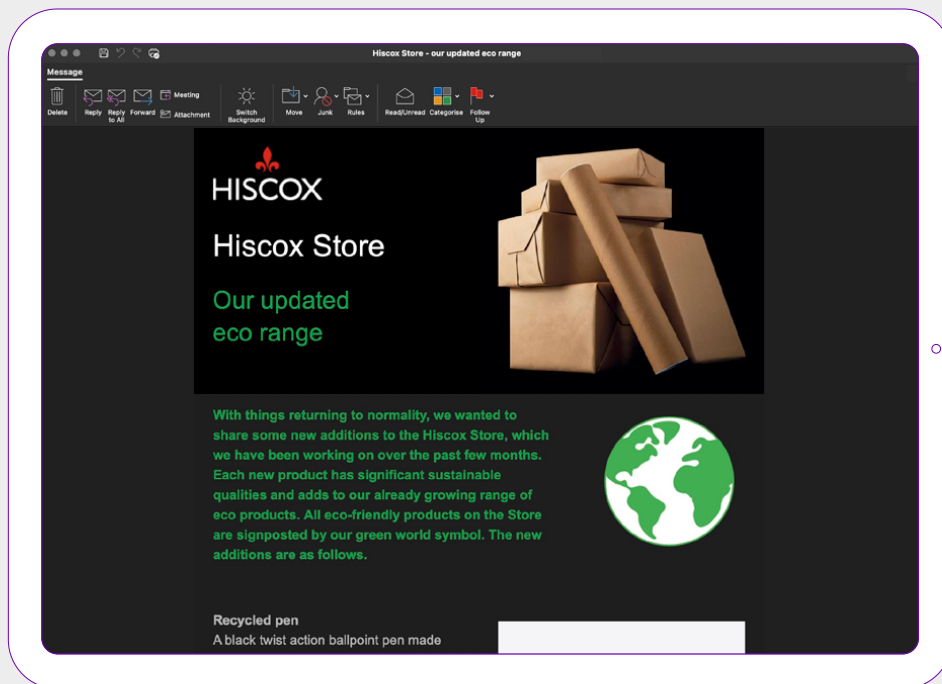 Hiscox Store - our updated eco range
Message
Delete
Reply
Reply to All
Forward
Meeting
Attachment
Switch Background
Move
Junk
Rules
Read/Unread
Categorise
Follow Up
HISCOX
Hiscox Store
Our updated
eco range
With things returning to normality, we wanted to
share some new additions to the Hiscox Store, which
we have been working on over the past few months.
Each new product has significant sustainable
qualities and adds to our already growing range of
eco products. All eco-friendly products on the Store
are signposted by our green world symbol. The new
additions are as follows.
Recycled pen
A black twist action ballpoint pen made